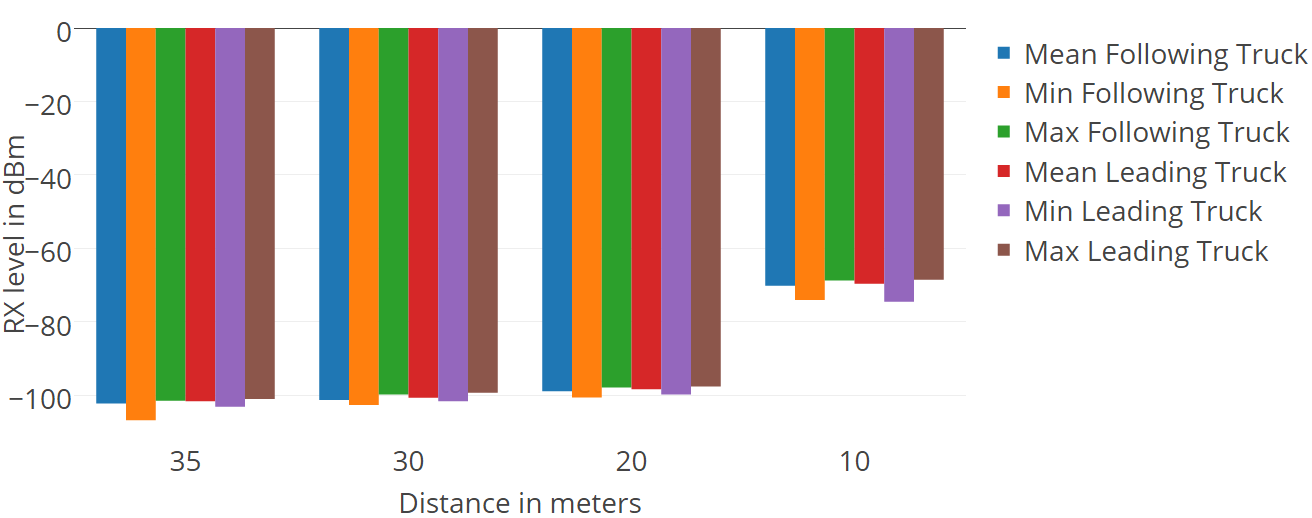 0
−20
−40
−60
−80
−100
RX level in dBm
35
30
20
10
Distance in meters
Mean Following Truck
Min Following Truck
Max Following Truck
Mean Leading Truck
Min Leading Truck
Max Leading Truck